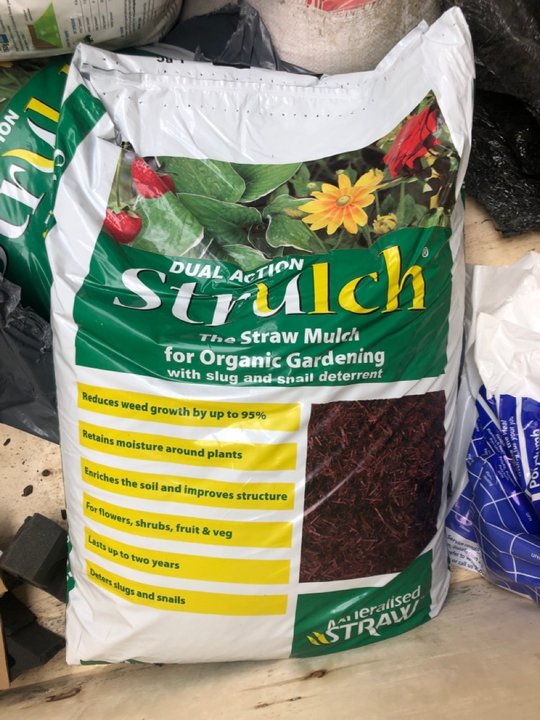 DUAL ACTION
Strulch®
The Straw Mulch
for Organic Gardening
with slug and snail deterrent
Reduces weed growth by up to 95%
Retains moisture around plants
Enriches the soil and improves structure
For flowers, shrubs, fruit & veg
Lasts up to two years
Deters slugs and snails
Mineralised
STRAW